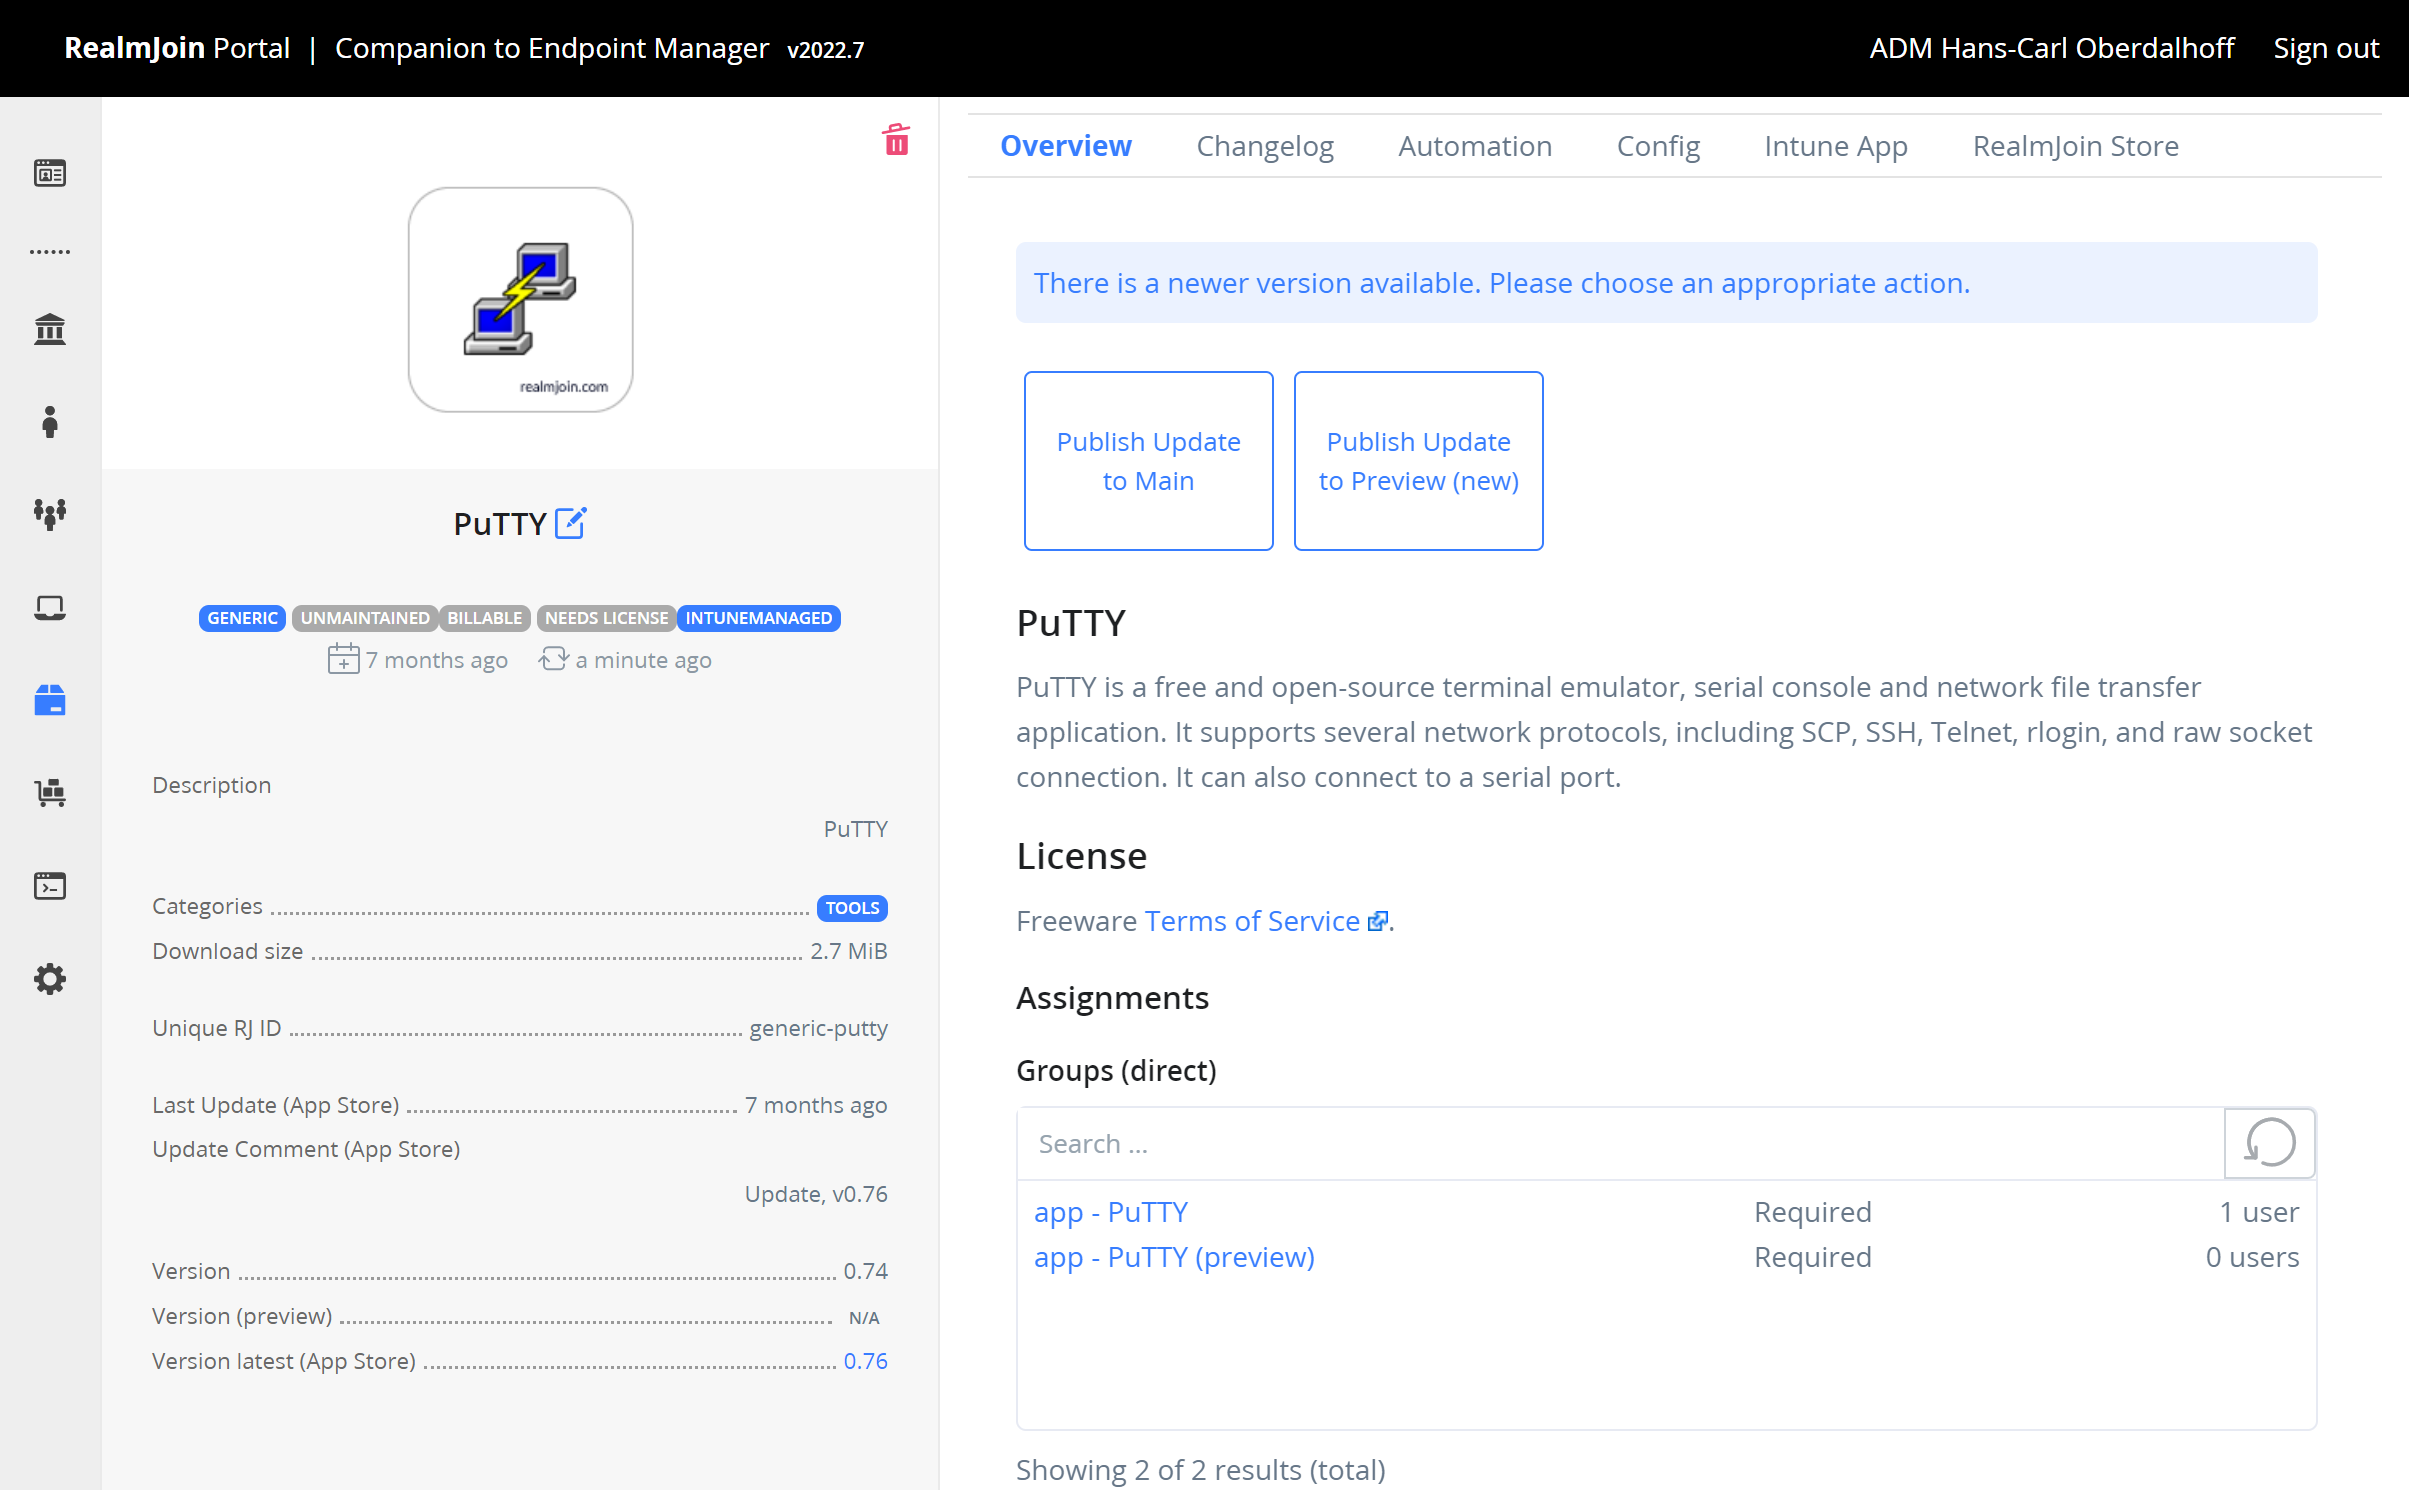 RealmJoin Portal | Companion to Endpoint Manager v2022.7
ADM Hans-Carl Oberdalhoff Sign out
realmjoin.com
PuTTY
GENERIC UNMAINTAINED BILLABLE NEEDS LICENSE INTUNEMANAGED
7 months ago a minute ago
Description
PuTTY
Categories TOOLS
Download size 2.7 MiB
Unique RJ ID generic-putty
Last Update (App Store) 7 months ago
Update Comment (App Store)
Update, v0.76
Version 0.74
Version (preview) N/A
Version latest (App Store) 0.76
Overview Changelog Automation Config Intune App RealmJoin Store
There is a newer version available. Please choose an appropriate action.
Publish Update
to Main
Publish Update
to Preview (new)
PuTTY
PuTTY is a free and open-source terminal emulator, serial console and network file transfer
application. It supports several network protocols, including SCP, SSH, Telnet, rlogin, and raw socket
connection. It can also connect to a serial port.
License
Freeware Terms of Service.
Assignments
Groups (direct)
Search ...
app - PuTTY Required 1 user
app - PuTTY (preview) Required 0 users
Showing 2 of 2 results (total)